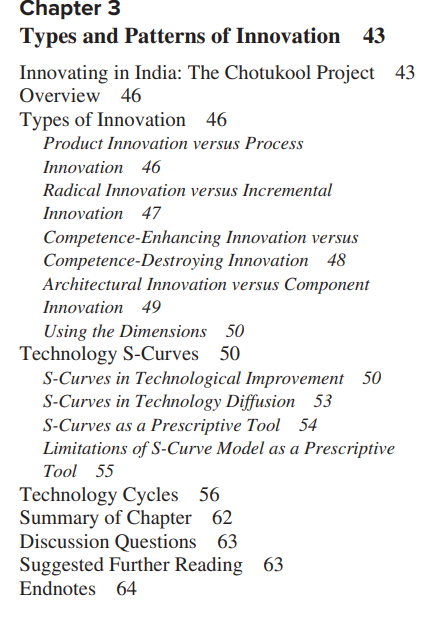 Chapter 3
Types and Patterns of Innovation 43
Innovating in India: The Chotukool Project 43
Overview 46
Types of Innovation 46
Product Innovation versus Process
Innovation 46
Radical Innovation versus Incremental
Innovation 47
Competence-Enhancing Innovation versus
Competence-Destroying Innovation 48
Architectural Innovation versus Component
Innovation 49
Using the Dimensions 50
Technology S-Curves 50
S-Curves in Technological Improvement 50
S-Curves in Technology Diffusion 53
S-Curves as a Prescriptive Tool 54
Limitations of S-Curve Model as a Prescriptive
Tool 55
Technology Cycles 56
Summary of Chapter 62
Discussion Questions 63
Suggested Further Reading 63
Endnotes 64